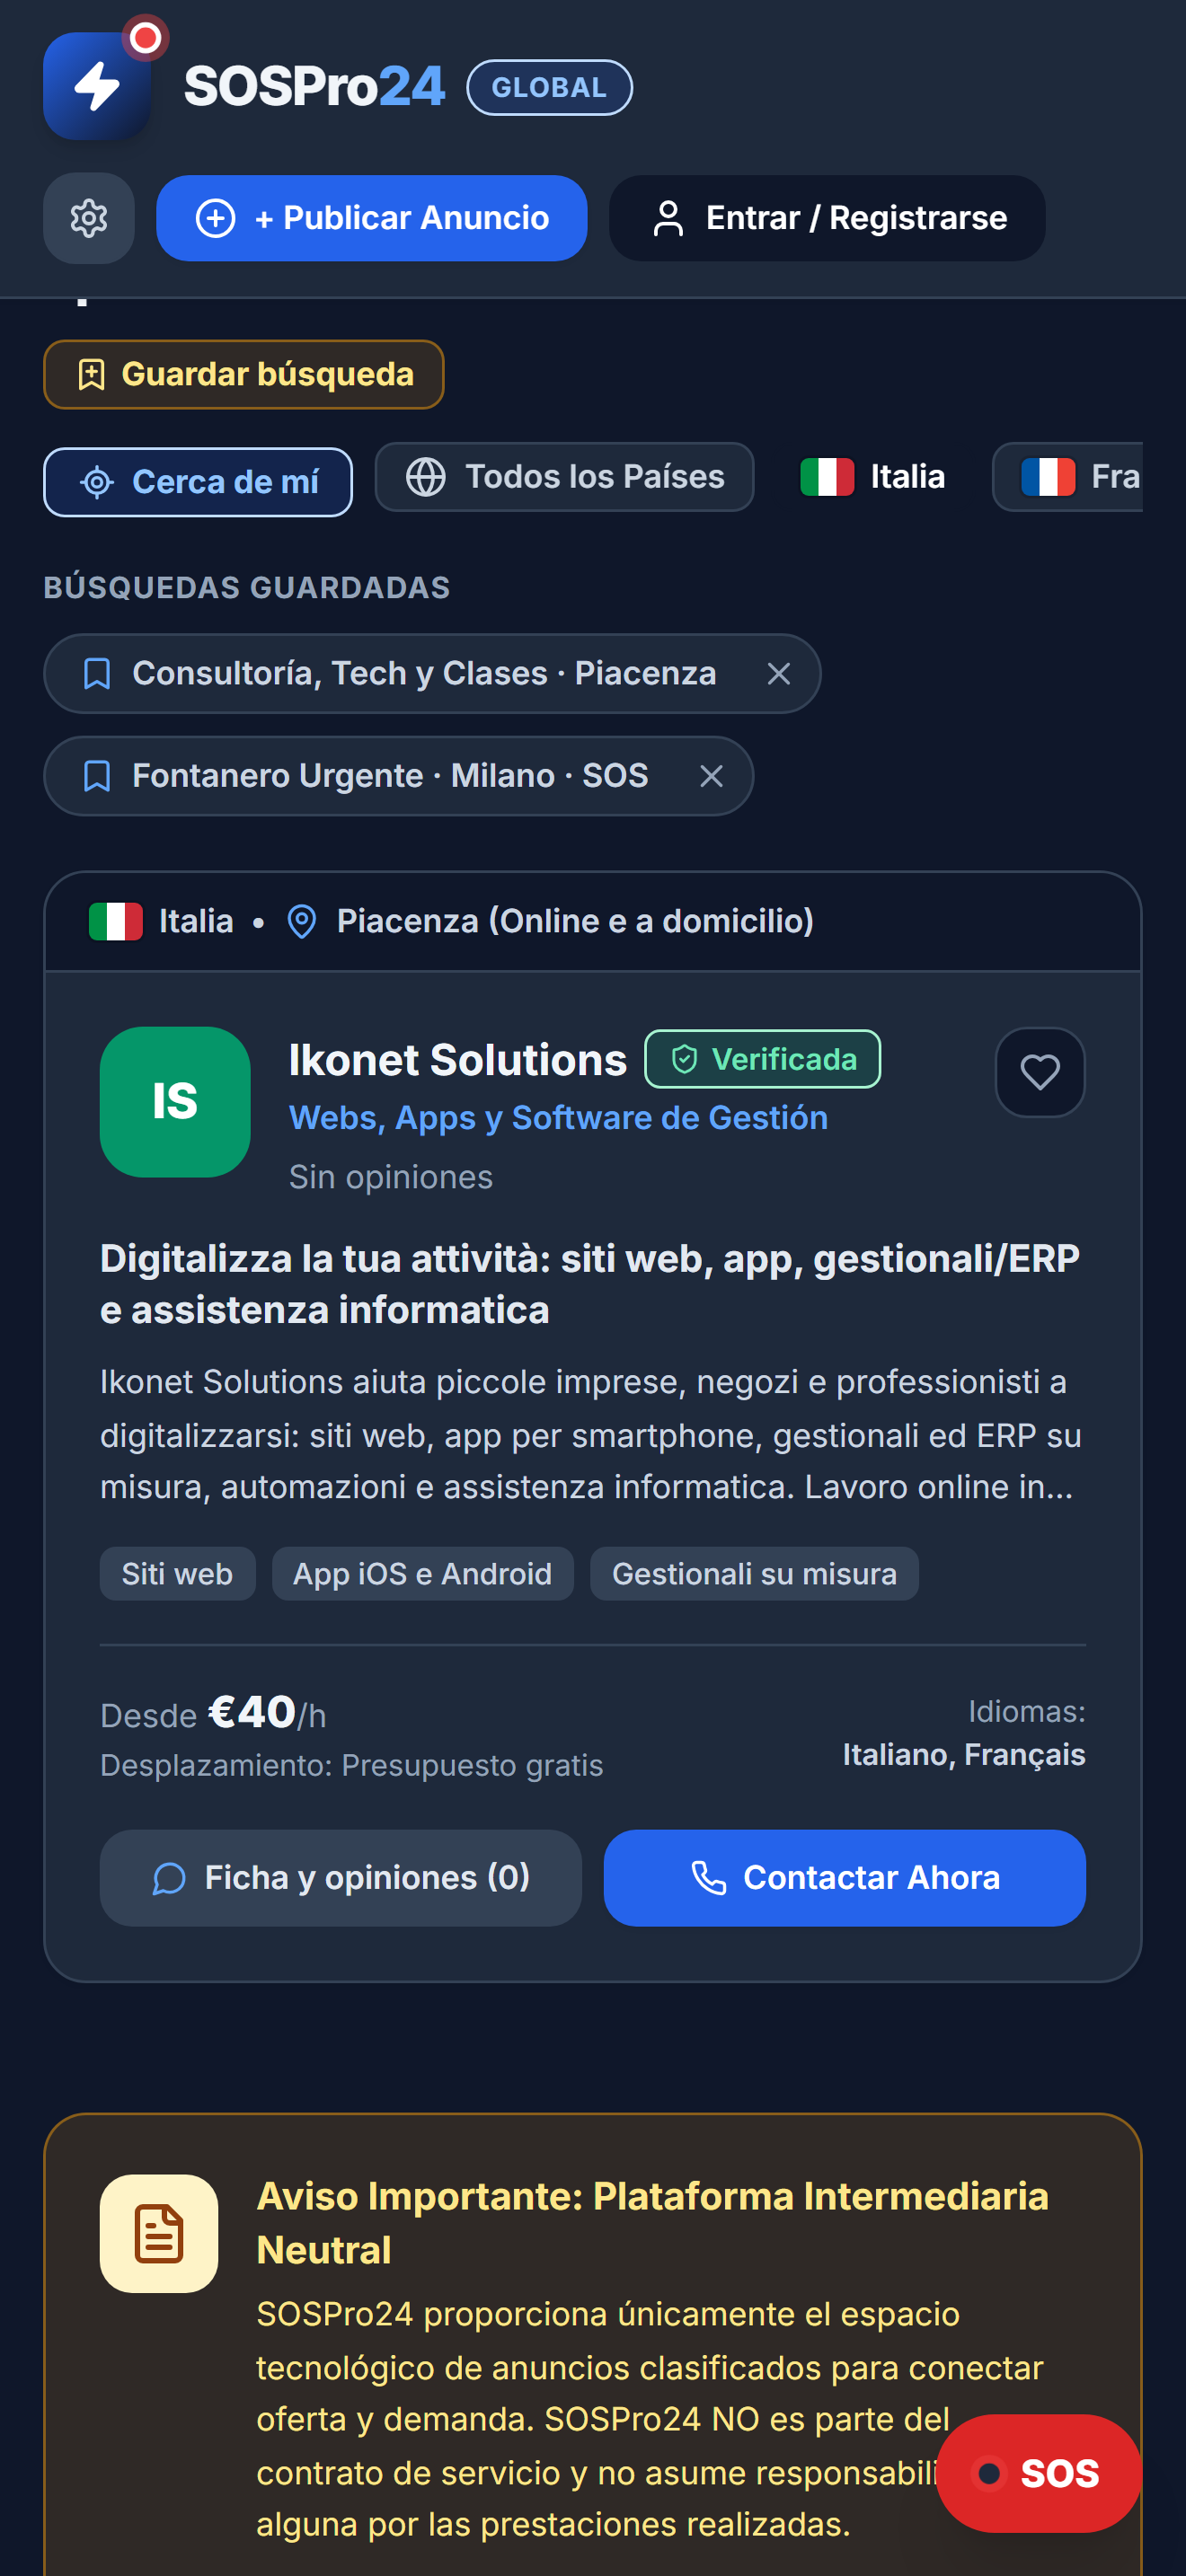 SOSPro24 GLOBAL
+ Publicar Anuncio
Entrar / Registrarse
Guardar búsqueda
Cerca de mí
Todos los Países
Italia
Fra
BÚSQUEDAS GUARDADAS
Consultoría, Tech y Clases · Piacenza
Fontanero Urgente · Milano · SOS
Italia • Piacenza (Online e a domicilio)
IS
Ikonet Solutions
Verificada
Webs, Apps y Software de Gestión
Sin opiniones
Digitalizza la tua attività: siti web, app, gestionali/ERP
e assistenza informatica
Ikonet Solutions aiuta piccole imprese, negozi e professionisti a
digitalizzarsi: siti web, app per smartphone, gestionali ed ERP su
misura, automazioni e assistenza informatica. Lavoro online in...
Siti web
App iOS e Android
Gestionali su misura
Desde €40/h
Desplazamiento: Presupuesto gratis
Idiomas:
Italiano, Français
Ficha y opiniones (0)
Contactar Ahora
Aviso Importante: Plataforma Intermediaria
Neutral
SOSPro24 proporciona únicamente el espacio
tecnológico de anuncios clasificados para conectar
oferta y demanda. SOSPro24 NO es parte del
contrato de servicio y no asume responsabili
alguna por las prestaciones realizadas.
SOS